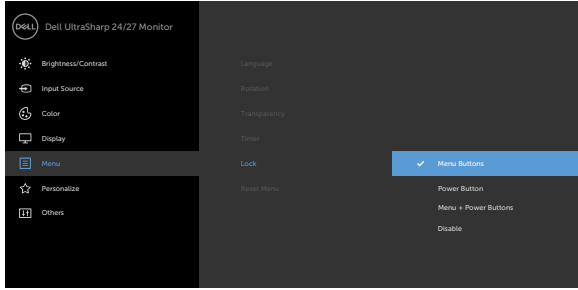 DELL
Dell UltraSharp 24/27 Monitor
Brightness/Contrast
Input Source
Color
Display
Menu
Personalize
Others
Language
Rotation
Transparency
Timer
Lock
Reset Menu
Menu Buttons
Power Button
Menu + Power Buttons
Disable